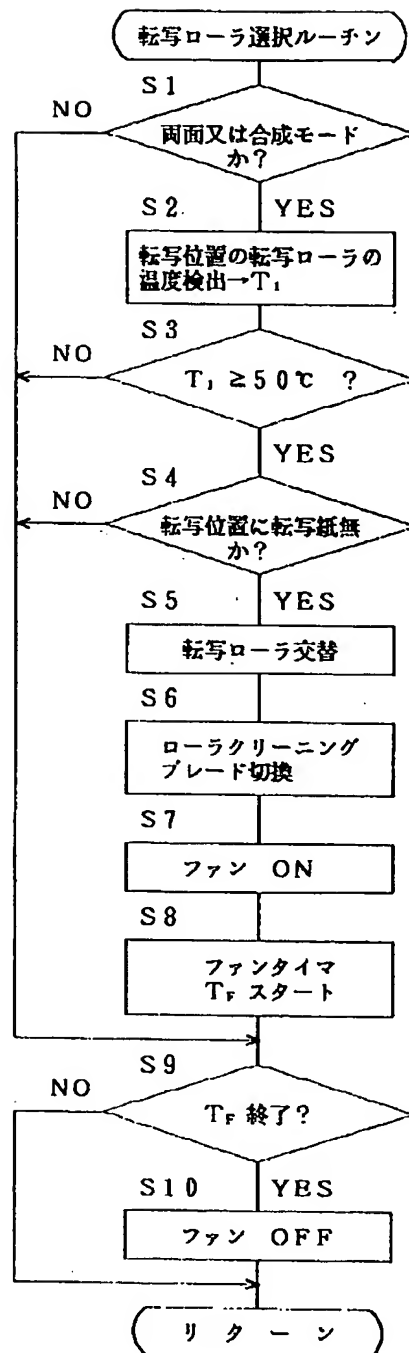 転写ローラ選択ルーチン
S1
NO
両面又は合成モード
か?
S2
YES
転写位置の転写ローラの
温度検出→T₁
S3
NO
T₁≧50℃ ?
YES
S4
NO
転写位置に転写紙無
か?
S5
YES
転写ローラ交替
S6
ローラクリーニング
ブレード切換
S7
ファン ON
S8
ファンタイマ
T_F スタート
S9
NO
T_F 終了?
S10
YES
ファン OFF
リターン